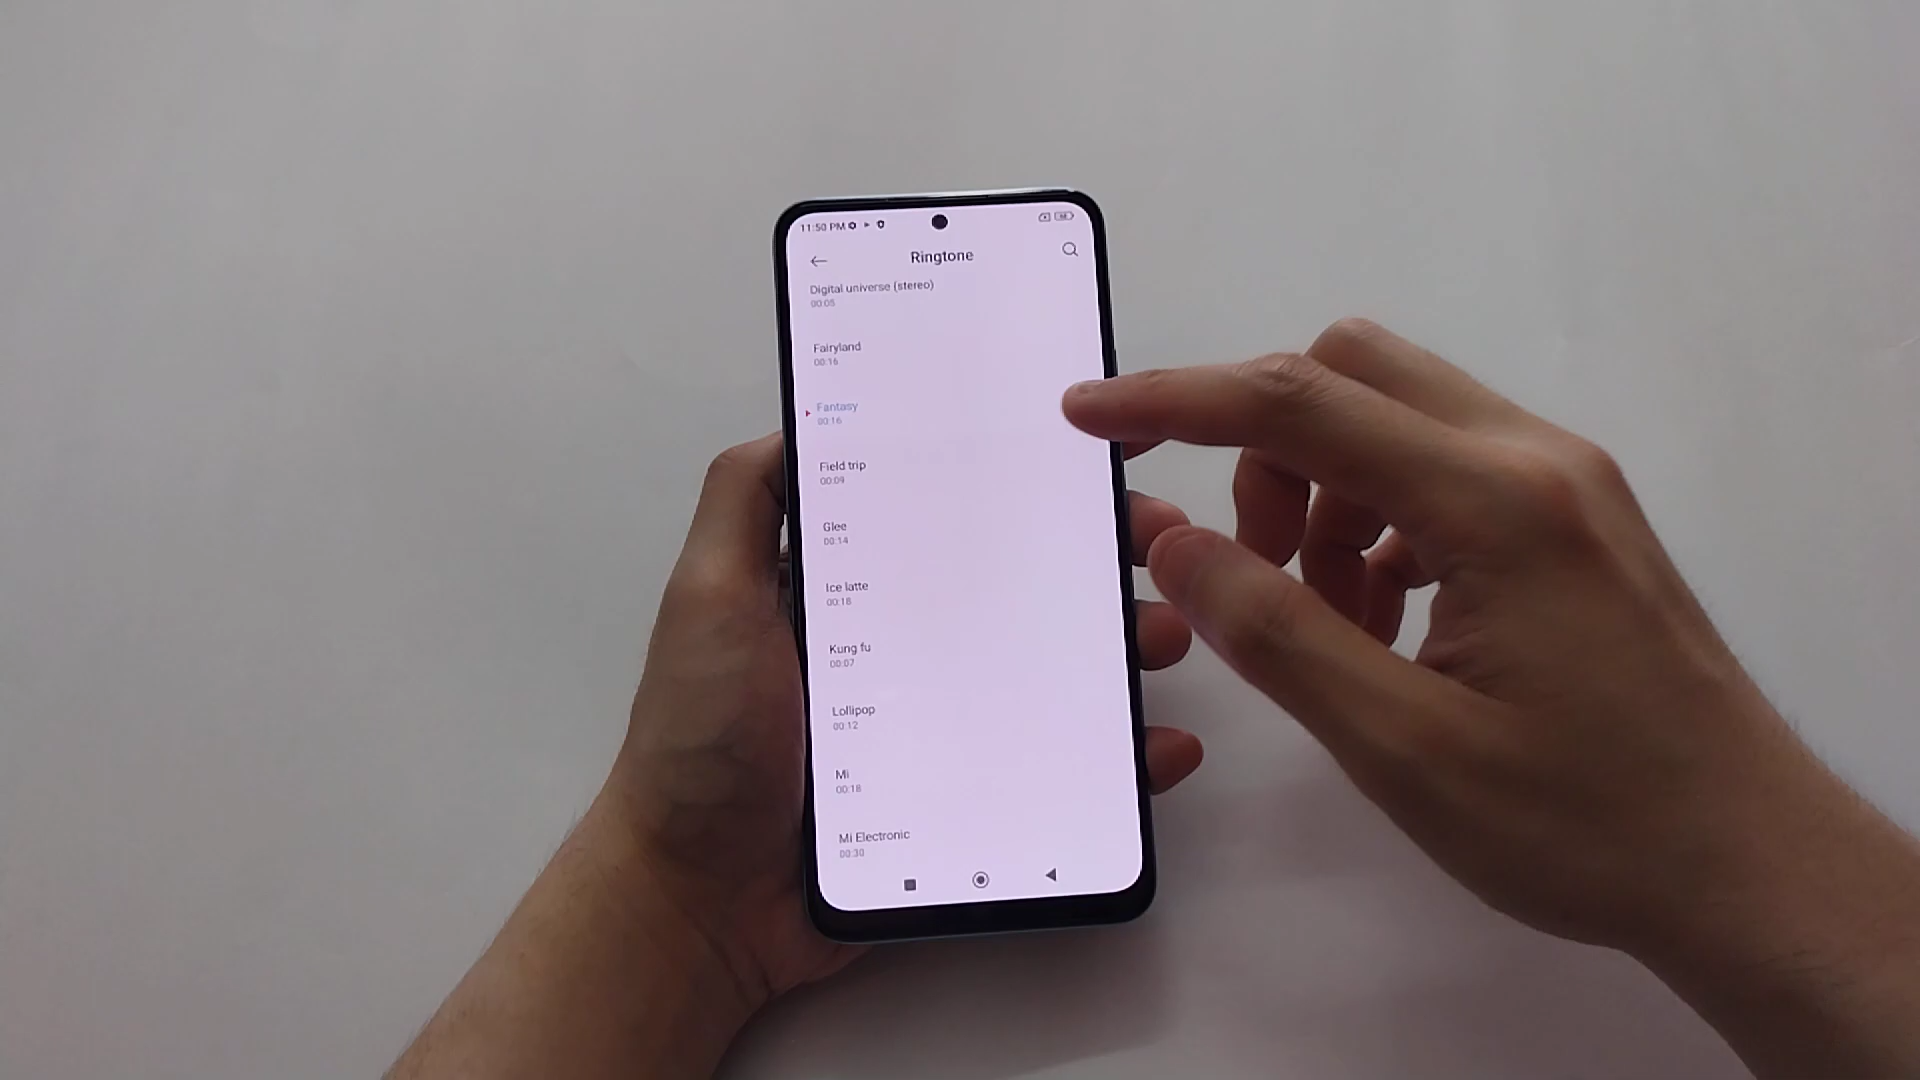 11:50 PM
Ringtone
Digital universe (stereo)
00:05
Fairyland
00:16
Fantasy
00:16
Field trip
00:09
Glee
00:14
Ice latte
00:18
Kung fu
00:07
Lollipop
00:12
Mi
00:18
Mi Electronic
00:30